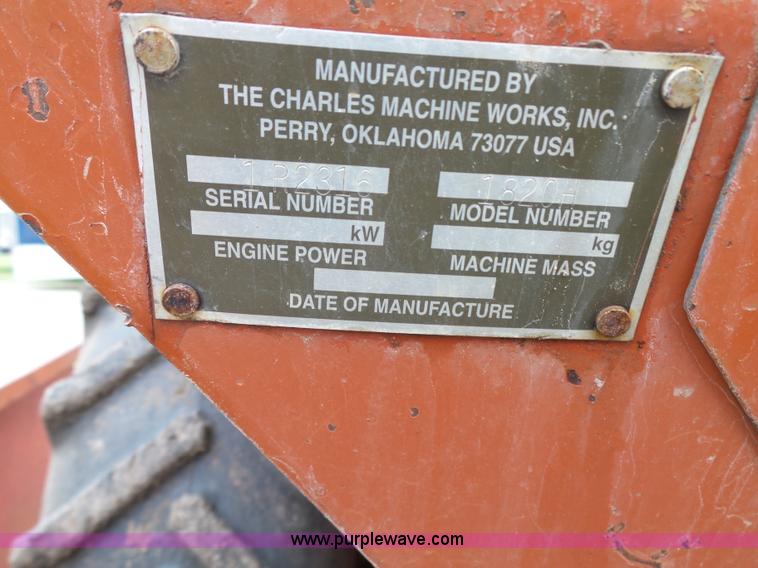 MANUFACTURED BY
THE CHARLES MACHINE WORKS, INC.
PERRY, OKLAHOMA 73077 USA
1R2316 1820H
SERIAL NUMBER MODEL NUMBER
kW kg
ENGINE POWER MACHINE MASS
DATE OF MANUFACTURE
www.purplewave.com